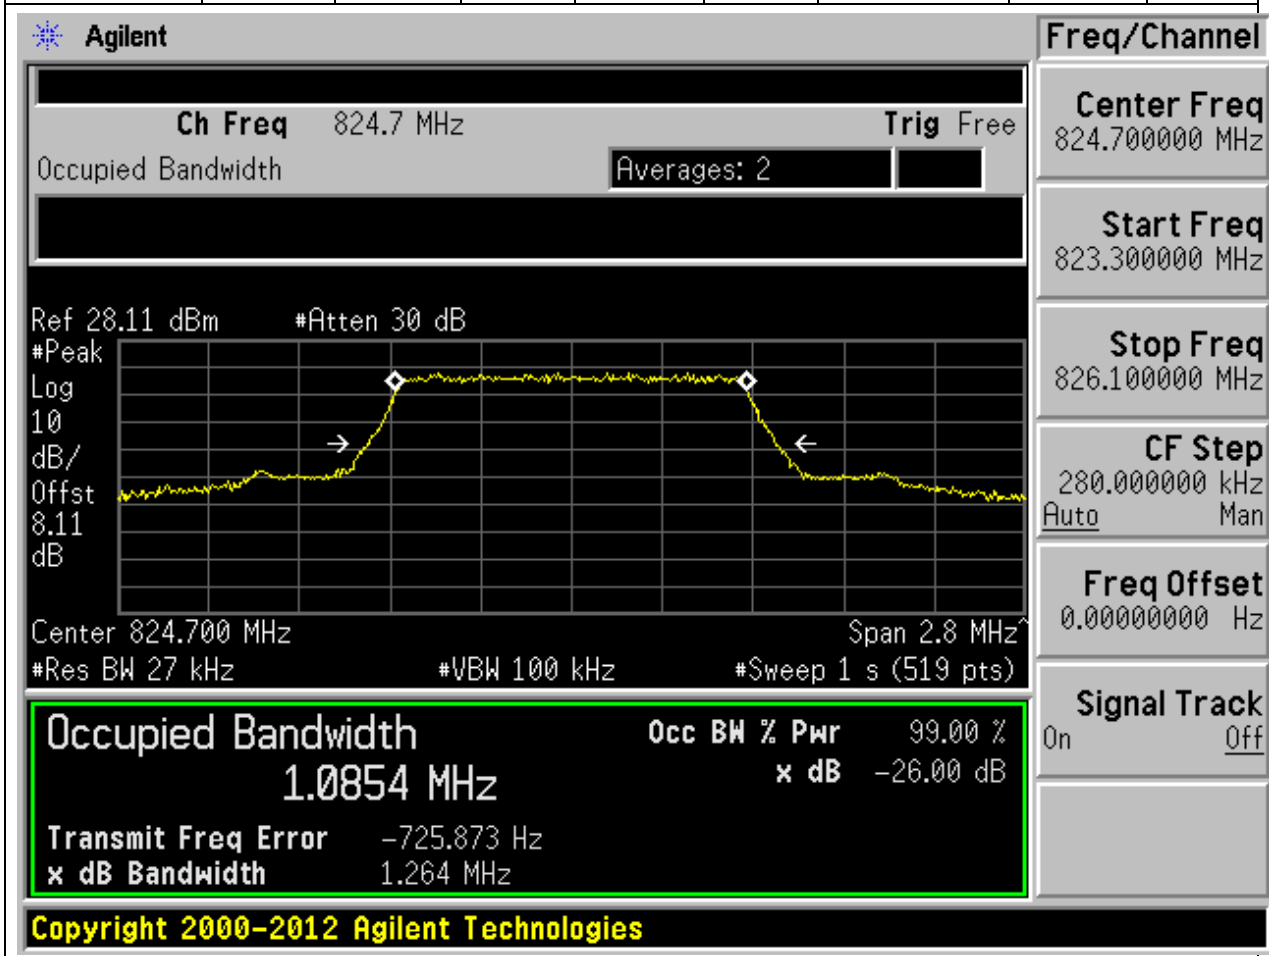 Agilent
Freq/Channel
Ch Freq 824.7 MHz Trig Free
Occupied Bandwidth Averages: 2
Center Freq
824.700000 MHz
Start Freq
823.300000 MHz
Stop Freq
826.100000 MHz
CF Step
280.000000 kHz
Auto Man
Freq Offset
0.00000000 Hz
Signal Track
On Off
Ref 28.11 dBm #Atten 30 dB
#Peak
Log
10
dB/
Offst
8.11
dB
Center 824.700 MHz Span 2.8 MHz^
#Res BW 27 kHz #VBW 100 kHz #Sweep 1 s (519 pts)
Occupied Bandwidth Occ BW % Pwr 99.00 %
1.0854 MHz x dB -26.00 dB
Transmit Freq Error -725.873 Hz
x dB Bandwidth 1.264 MHz
Copyright 2000-2012 Agilent Technologies